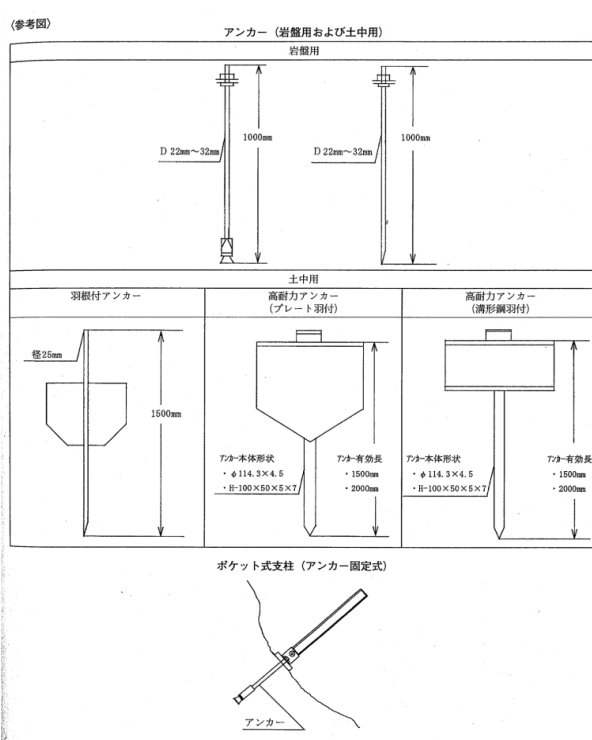 〈参考図〉
アンカー（岩盤用および土中用）
岩盤用
1000mm
D 22mm～32mm
1000mm
D 22mm～32mm
土中用
羽根付アンカー
高耐力アンカー
(プレート羽付)
高耐力アンカー
(溝形鋼羽付)
径25mm
1500mm
アンカー本体形状
・φ114.3×4.5
・H-100×50×5×7
アンカー有効長
・1500mm
・2000mm
アンカー本体形状
・φ114.3×4.5
・H-100×50×5×7
アンカー有効長
・1500mm
・2000mm
ポケット式支柱（アンカー固定式）
アンカー